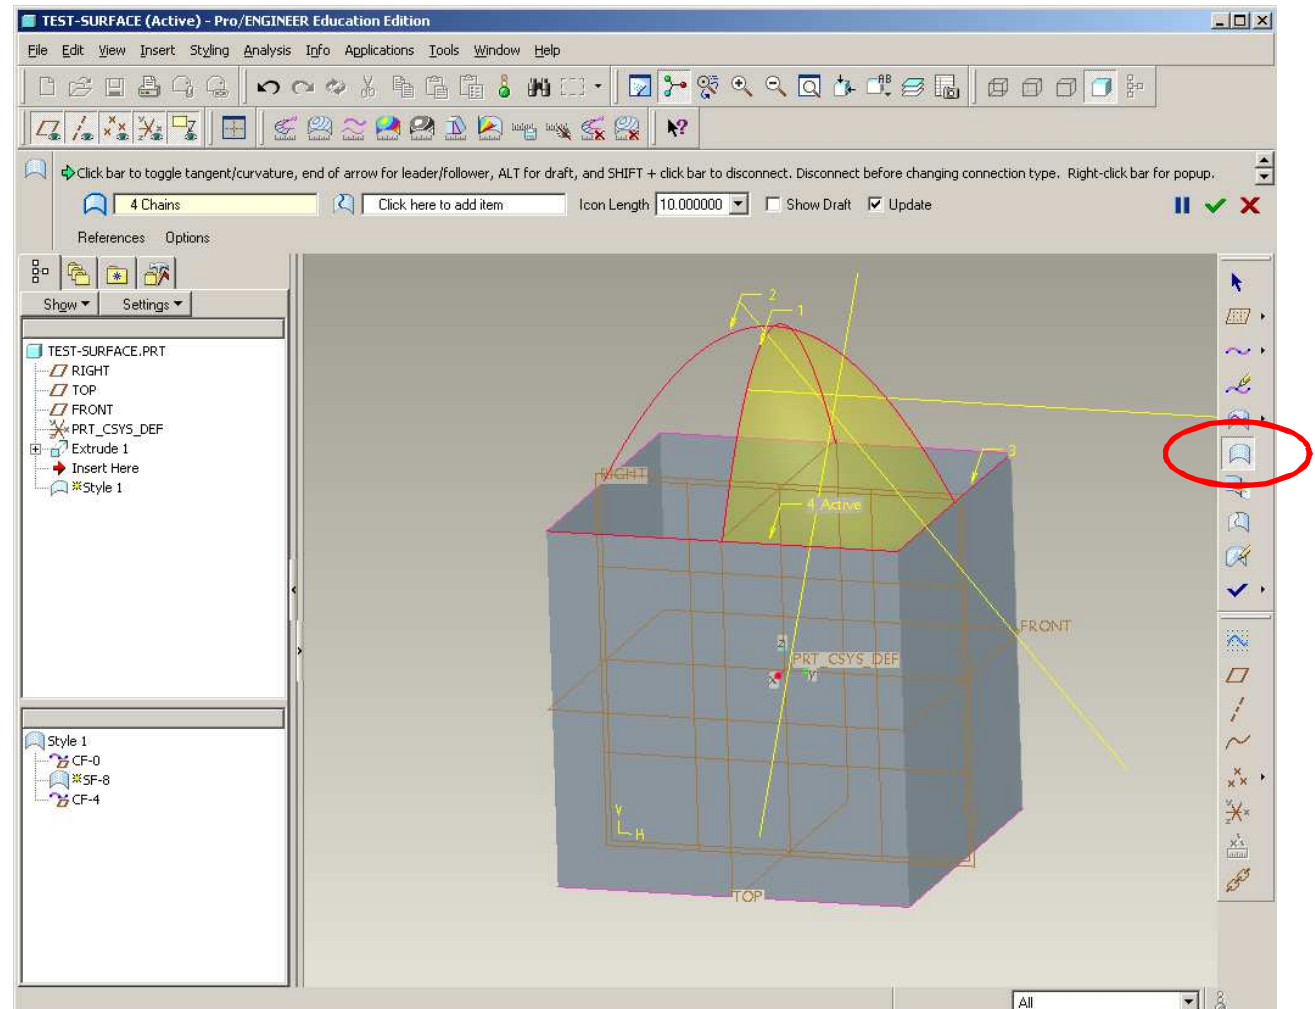 TEST-SURFACE (Active) - Pro/ENGINEER Education Edition
File Edit View Insert Styling Analysis Info Applications Tools Window Help
Click bar to toggle tangent/curvature, end of arrow for leader/follower, ALT for draft, and SHIFT + click bar to disconnect. Disconnect before changing connection type. Right-click bar for popup.
4 Chains Click here to add item Icon Length 10.000000 Show Draft Update
References Options
Show Settings
TEST-SURFACE.PRT
RIGHT
TOP
FRONT
PRT_CSYS_DEF
Extrude 1
Insert Here
Style 1
Style 1
CF-0
SF-8
CF-4
2
1
3
RIGHT
4 Active
FRONT
Z
PRT_CSYS_DEF
X Y
V
H
TOP
All